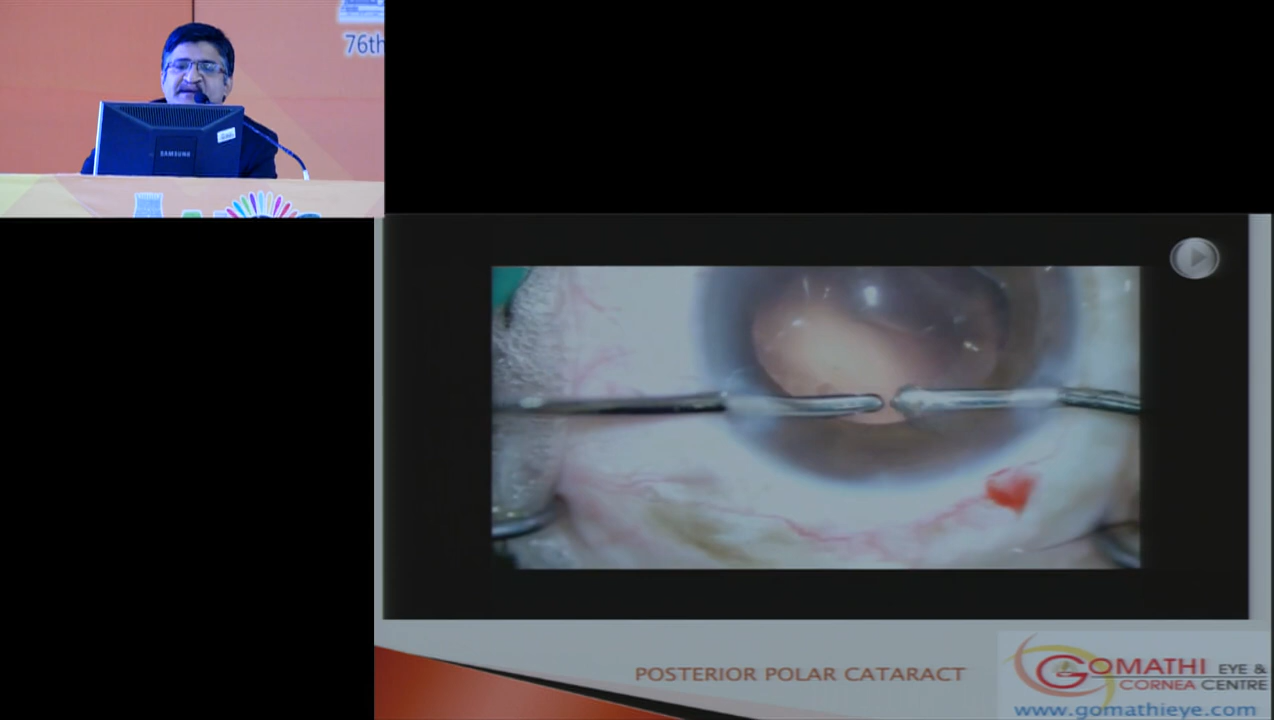 76th
SAMSUNG
POSTERIOR POLAR CATARACT
GOMATHI EYE &
CORNEA CENTRE
www.gomathieye.com